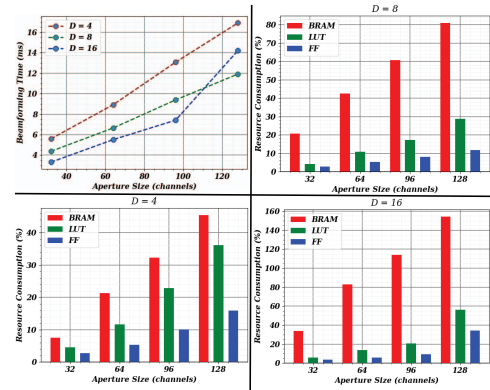 D = 4
D = 8
D = 16
Beamforming Time (ms)
16
14
12
10
8
6
4
40 60 80 100 120
Aperture Size (channels)
D = 8
BRAM
LUT
FF
Resource Consumption (%)
80
70
60
50
40
30
20
10
0
32 64 96 128
Aperture Size (channels)
D = 4
BRAM
LUT
FF
Resource Consumption (%)
40
30
20
10
0
32 64 96 128
Aperture Size (channels)
D = 16
BRAM
LUT
FF
Resource Consumption (%)
160
140
120
100
80
60
40
20
0
32 64 96 128
Aperture Size (channels)